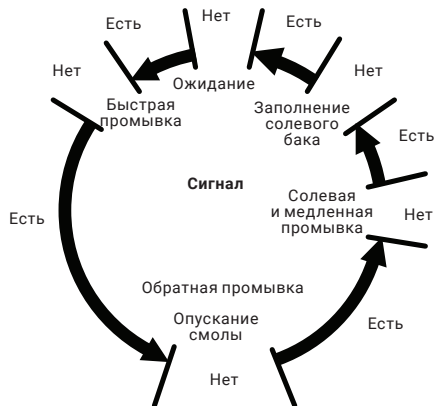 Нет
Есть
Есть
Нет
Нет
Ожидание
Быстрая
промывка
Заполнение
солевого
бака
Есть
Сигнал
Солевая
и медленная
промывка
Нет
Есть
Обратная промывка
Опускание
смолы
Есть
Нет